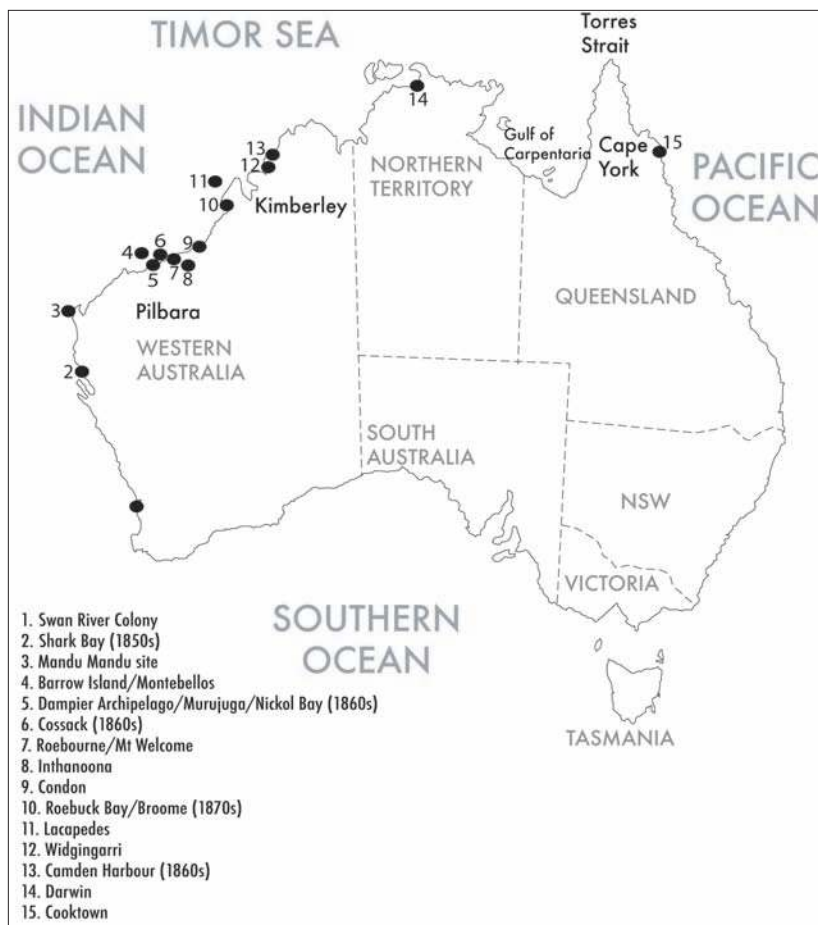 TIMOR SEA
Torres
Strait
14
INDIAN
OCEAN
Gulf of
Carpentaria
Cape
York
15
PACIFIC
OCEAN
13
12
11
10
NORTHERN
TERRITORY
Kimberley
4
6
9
5
7
8
3
Pilbara
QUEENSLAND
WESTERN
AUSTRALIA
2
SOUTH
AUSTRALIA
NSW
VICTORIA
SOUTHERN
OCEAN
TASMANIA
1. Swan River Colony
2. Shark Bay (1850s)
3. Mandu Mandu site
4. Barrow Island/Montebellos
5. Dampier Archipelago/Murujuga/Nickol Bay (1860s)
6. Cossack (1860s)
7. Roebourne/Mt Welcome
8. Inthanoona
9. Condon
10. Roebuck Bay/Broome (1870s)
11. Lacapedes
12. Widgingarri
13. Camden Harbour (1860s)
14. Darwin
15. Cooktown